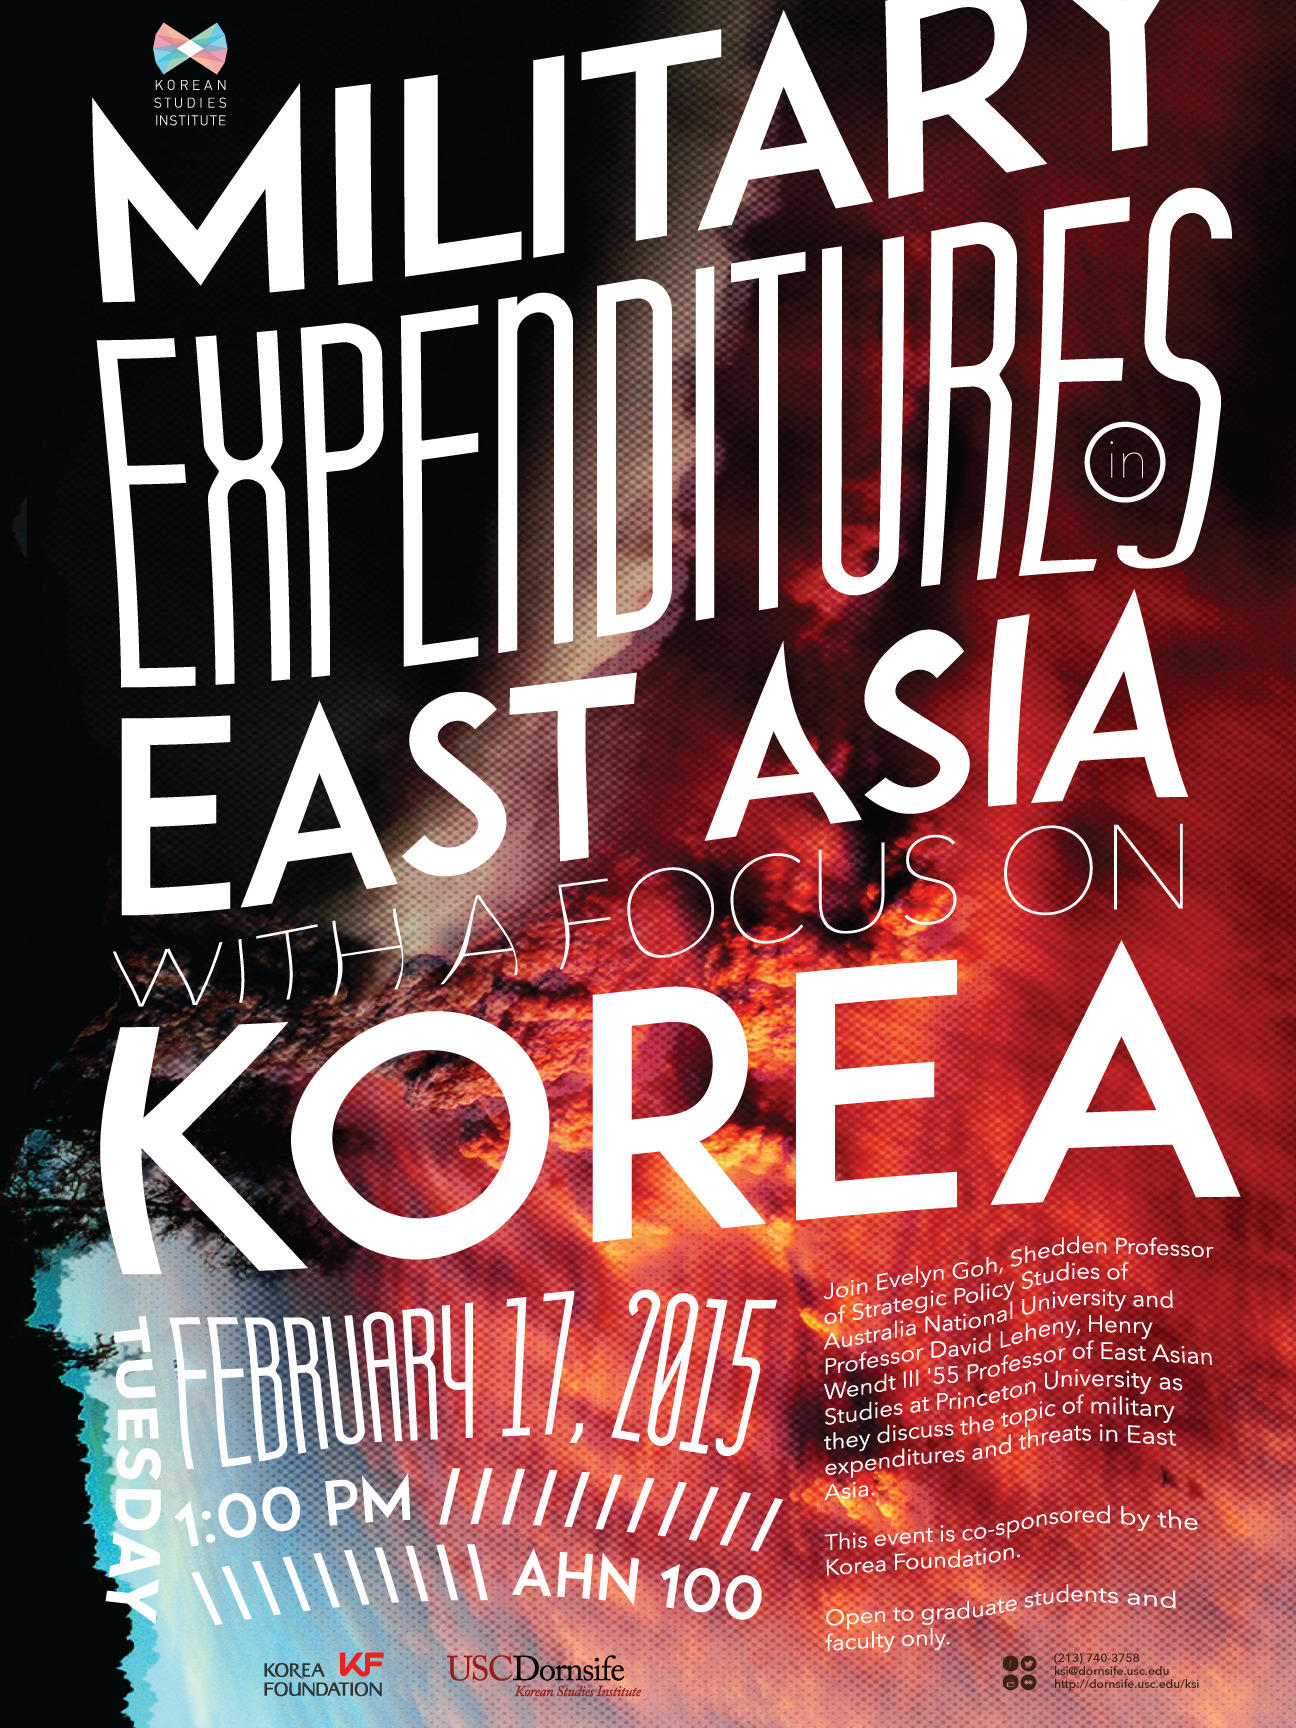 KOREAN
STUDIES
INSTITUTE
MILITARY
EXPENDITURES
in
EAST ASIA
WITH A FOCUS ON
KOREA
TUESDAY
FEBRUARY 17, 2015
1:00 PM
AHN 100
Join Evelyn Goh, Shedden Professor
of Strategic Policy Studies of
Australia National University and
Professor David Leheny, Henry
Wendt III '55 Professor of East Asian
Studies at Princeton University as
they discuss the topic of military
expenditures and threats in East
Asia.
This event is co-sponsored by the
Korea Foundation.
Open to graduate students and
faculty only.
KOREA KF
FOUNDATION
USCDornsife
Korean Studies Institute
(213) 740-3758
ksi@dornsife.usc.edu
http://dornsife.usc.edu/ksi